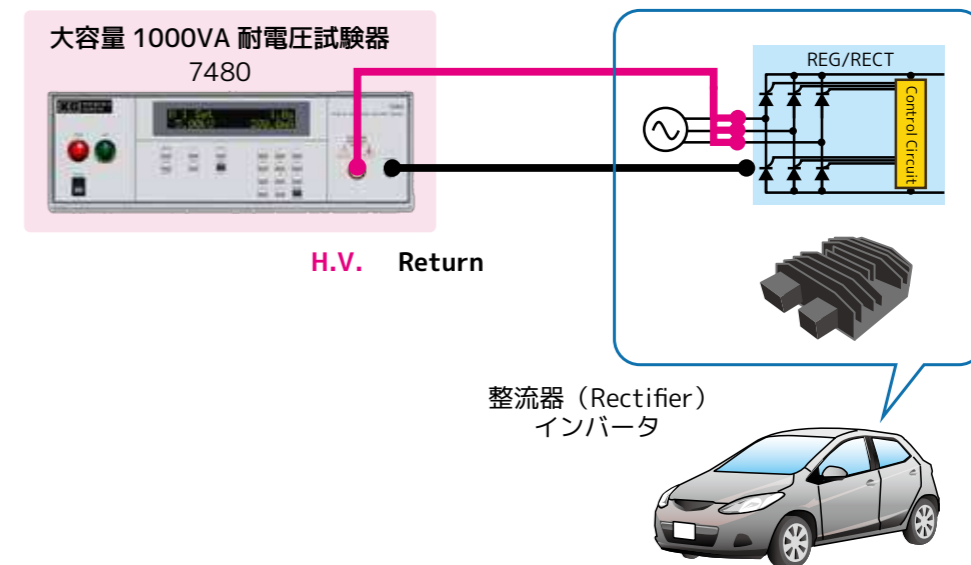 大容量 1000VA 耐電圧試験器
7480
REG/RECT
Control Circuit
H.V. Return
整流器（Rectifier）
インバータ